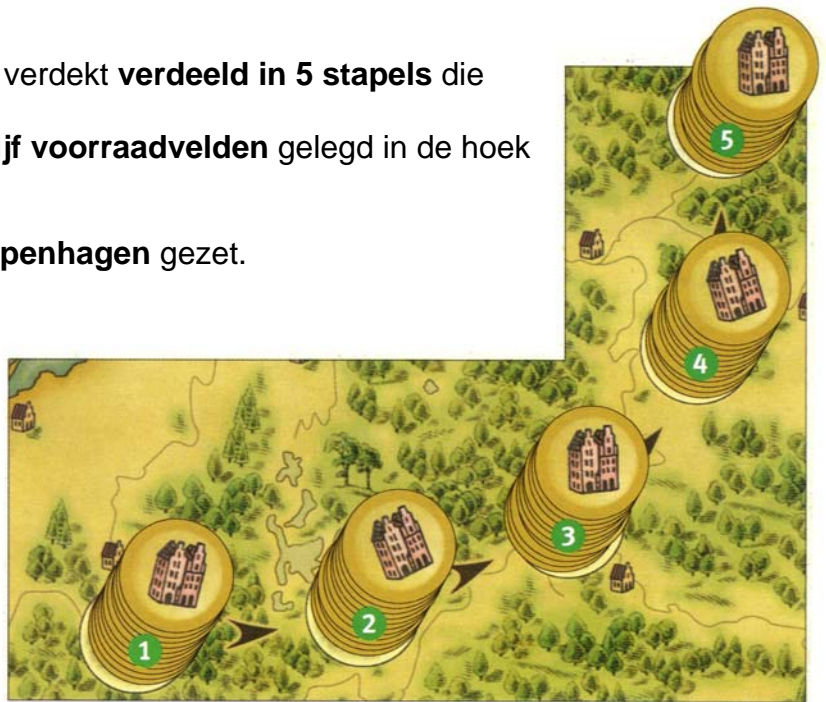 verdekt verdeeld in 5 stapels die
jf voorraadvelden gelegd in de hoek
penhagen gezet.
5
4
3
2
1